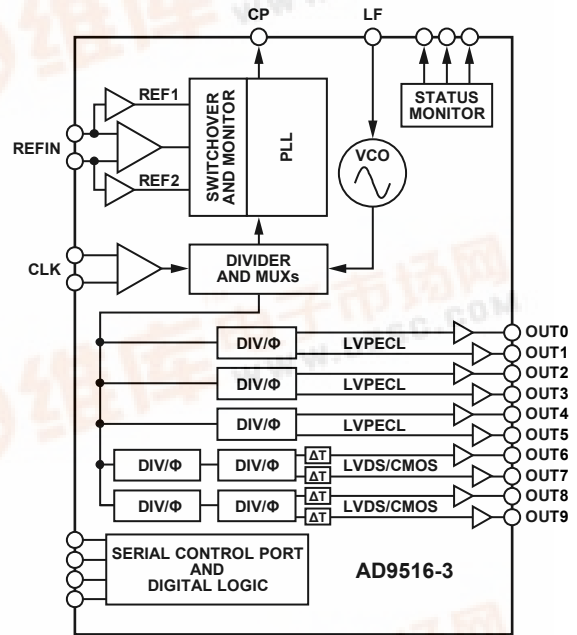 CP
LF
REF1
REF2
REFIN
SWITCHOVER
AND MONITOR
PLL
STATUS
MONITOR
VCO
CLK
DIVIDER
AND MUXs
DIV/Φ
LVPECL
OUT0
OUT1
DIV/Φ
LVPECL
OUT2
OUT3
DIV/Φ
LVPECL
OUT4
OUT5
DIV/Φ
DIV/Φ
ΔT
ΔT
LVDS/CMOS
OUT6
OUT7
DIV/Φ
DIV/Φ
ΔT
ΔT
LVDS/CMOS
OUT8
OUT9
SERIAL CONTROL PORT
AND
DIGITAL LOGIC
AD9516-3